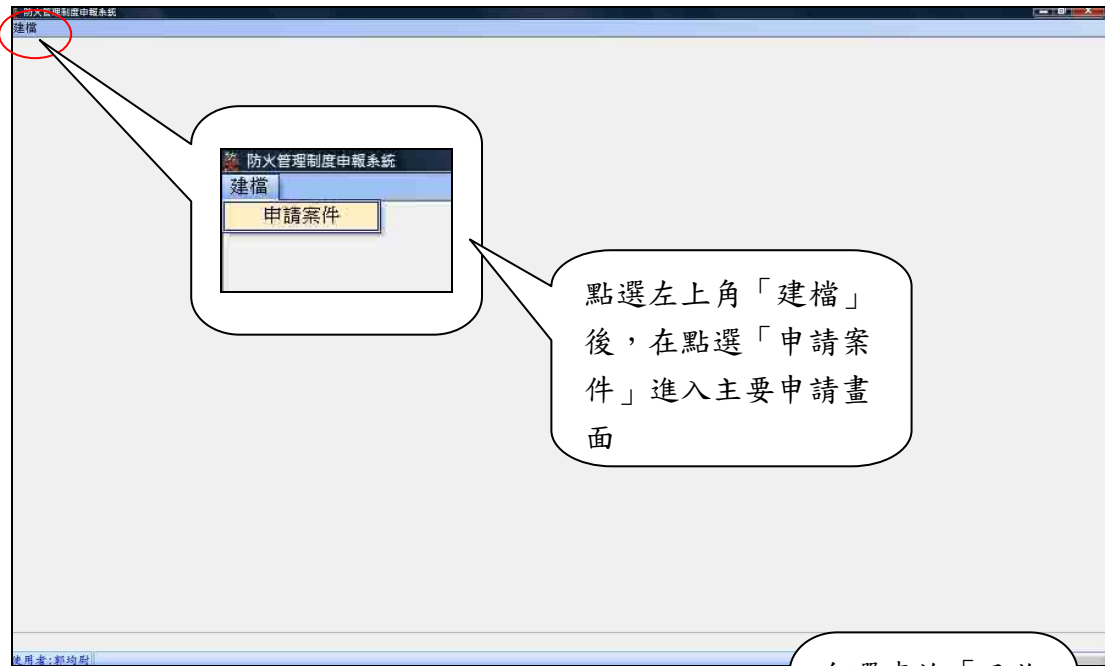 防火管理制度申報系統
建檔
防火管理制度申報系統
建檔
申請案件
點選左上角「建檔」
後，在點選「申請案
件」進入主要申請畫
面
使用者:郭均尉